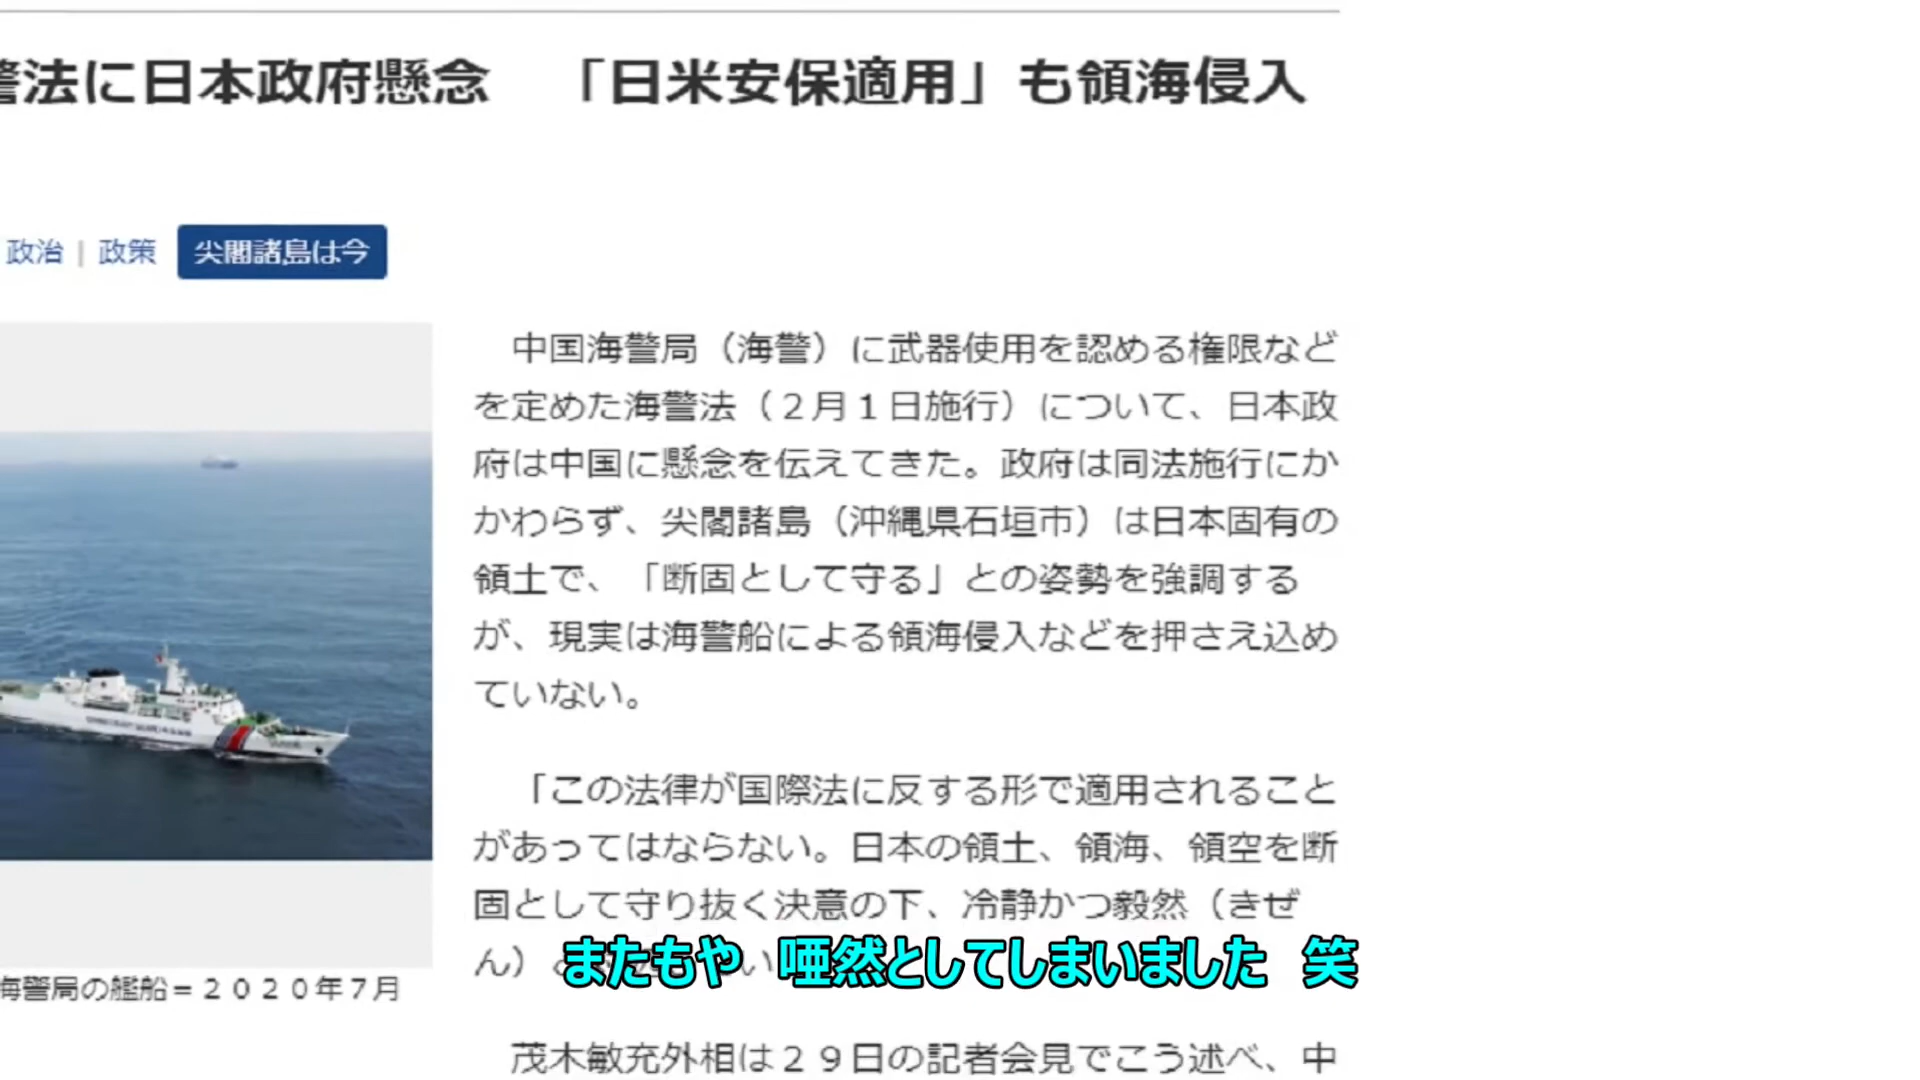 警法に日本政府懸念　「日米安保適用」も領海侵入
政治 | 政策 尖閣諸島は今
中国海警局（海警）に武器使用を認める権限など
を定めた海警法（２月１日施行）について、日本政
府は中国に懸念を伝えてきた。政府は同法施行にか
かわらず、尖閣諸島（沖縄県石垣市）は日本固有の
領土で、「断固として守る」との姿勢を強調する
が、現実は海警船による領海侵入などを押さえ込め
ていない。
「この法律が国際法に反する形で適用されること
があってはならない。日本の領土、領海、領空を断
固として守り抜く決意の下、冷静かつ毅然（きぜ
ん）
またもや　唖然としてしまいました　笑
海警局の艦船＝２０２０年７月
茂木敏充外相は２９日の記者会見でこう述べ、中